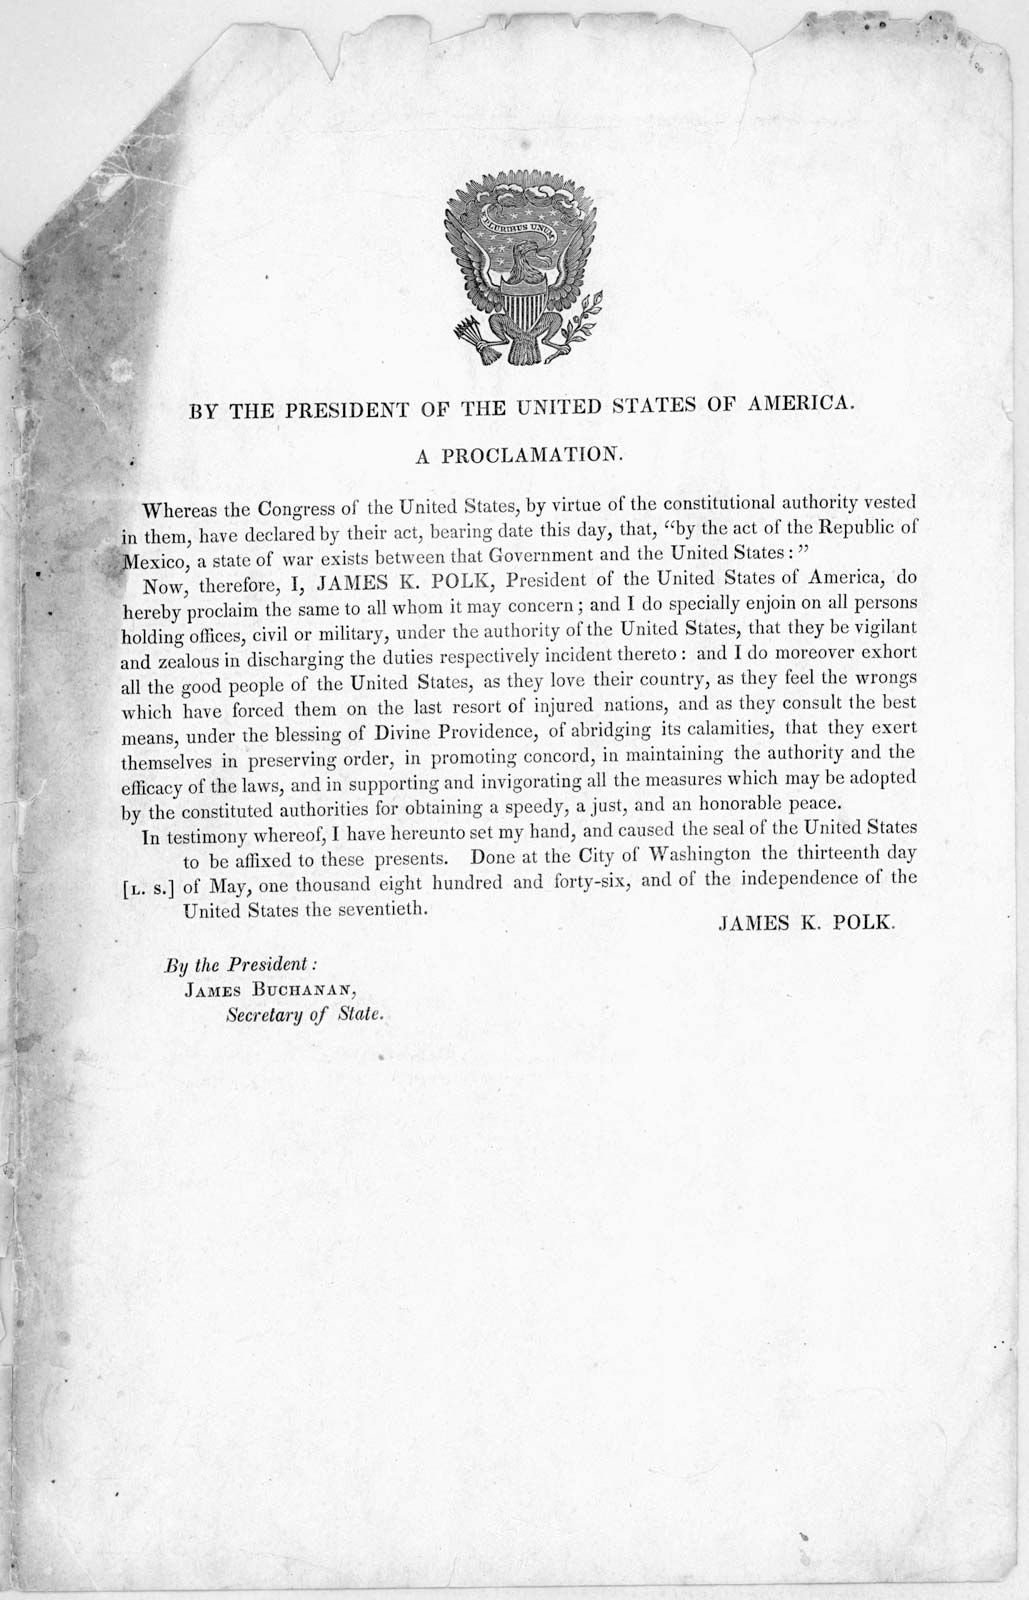 PLURIBUS UNUM
BY THE PRESIDENT OF THE UNITED STATES OF AMERICA.
A PROCLAMATION.
Whereas the Congress of the United States, by virtue of the constitutional authority vested
in them, have declared by their act, bearing date this day, that, “by the act of the Republic of
Mexico, a state of war exists between that Government and the United States:”
Now, therefore, I, JAMES K. POLK, President of the United States of America, do
hereby proclaim the same to all whom it may concern; and I do specially enjoin on all persons
holding offices, civil or military, under the authority of the United States, that they be vigilant
and zealous in discharging the duties respectively incident thereto: and I do moreover exhort
all the good people of the United States, as they love their country, as they feel the wrongs
which have forced them on the last resort of injured nations, and as they consult the best
means, under the blessing of Divine Providence, of abridging its calamities, that they exert
themselves in preserving order, in promoting concord, in maintaining the authority and the
efficacy of the laws, and in supporting and invigorating all the measures which may be adopted
by the constituted authorities for obtaining a speedy, a just, and an honorable peace.
In testimony whereof, I have hereunto set my hand, and caused the seal of the United States
to be affixed to these presents. Done at the City of Washington the thirteenth day
[L. S.] of May, one thousand eight hundred and forty-six, and of the independence of the
United States the seventieth.
JAMES K. POLK.
By the President:
JAMES BUCHANAN,
Secretary of State.